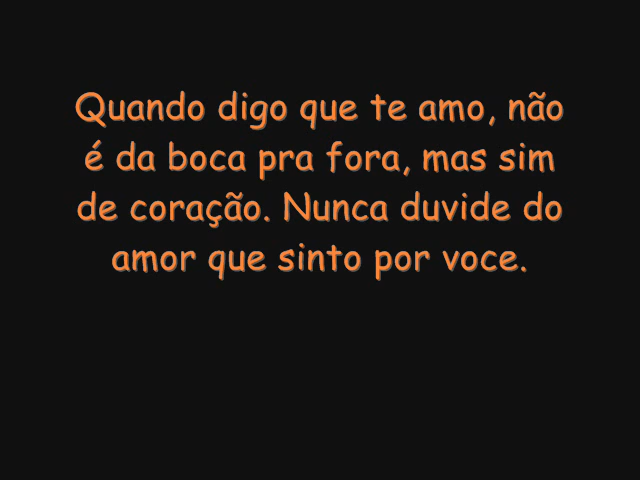 Quando digo que te amo, não
é da boca pra fora, mas sim
de coração. Nunca duvide do
amor que sinto por voce.